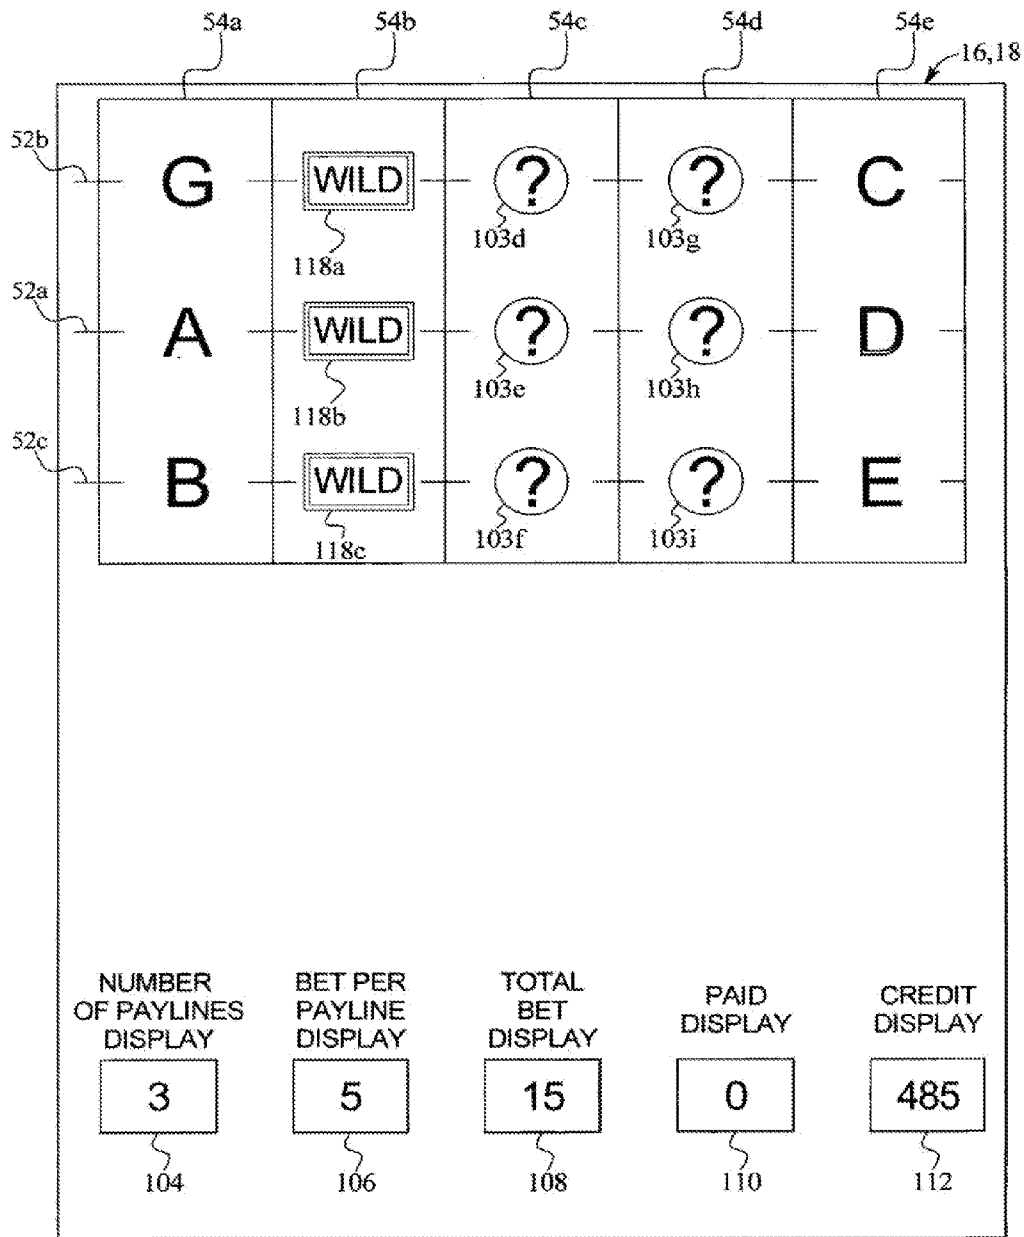 54a 54b 54c 54d 54e
16,18
52b G WILD ? ? C
118a 103d 103g
52a A WILD ? ? D
118b 103e 103h
52c B WILD ? ? E
118c 103f 103i
NUMBER OF PAYLINES DISPLAY
BET PER PAYLINE DISPLAY
TOTAL BET DISPLAY
PAID DISPLAY
CREDIT DISPLAY
3 5 15 0 485
104 106 108 110 112